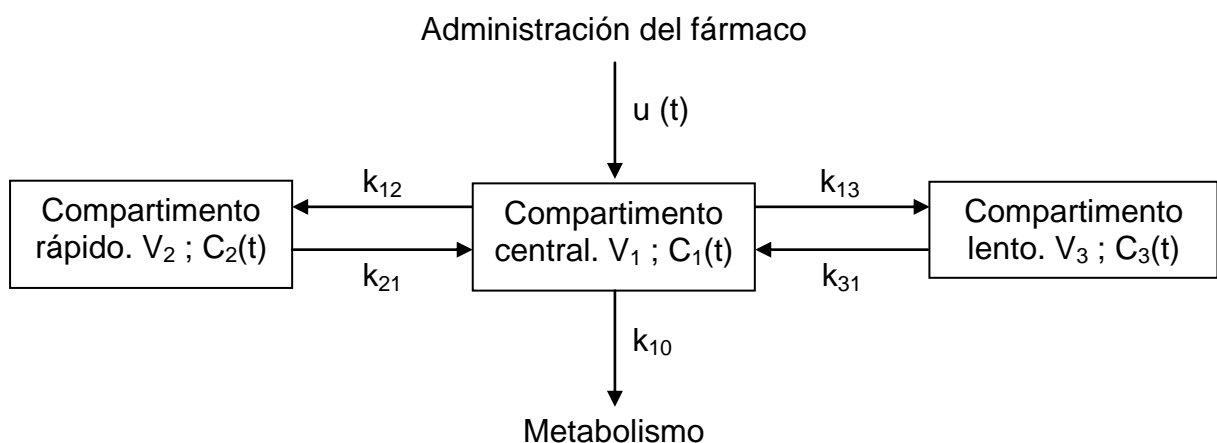 Administración del fármaco
u (t)
k12
k13
Compartimento
rápido. V2 ; C2(t)
Compartimento
central. V1 ; C1(t)
Compartimento
lento. V3 ; C3(t)
k21
k31
k10
Metabolismo